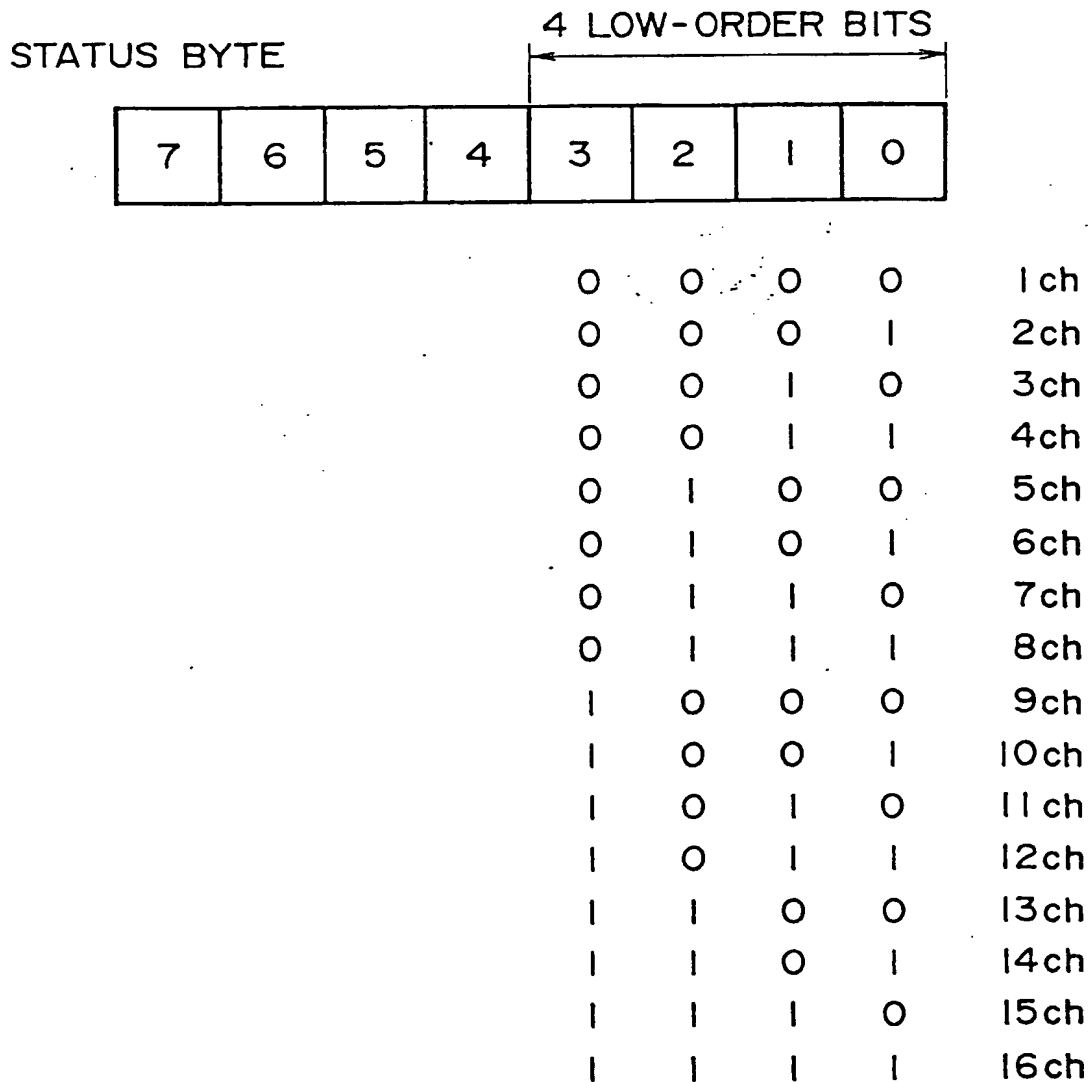 4 LOW-ORDER BITS
STATUS BYTE
7 6 5 4 3 2 1 0
0 0 0 0 1ch
0 0 0 1 2ch
0 0 1 0 3ch
0 0 1 1 4ch
0 1 0 0 5ch
0 1 0 1 6ch
0 1 1 0 7ch
0 1 1 1 8ch
1 0 0 0 9ch
1 0 0 1 10ch
1 0 1 0 11ch
1 0 1 1 12ch
1 1 0 0 13ch
1 1 0 1 14ch
1 1 1 0 15ch
1 1 1 1 16ch